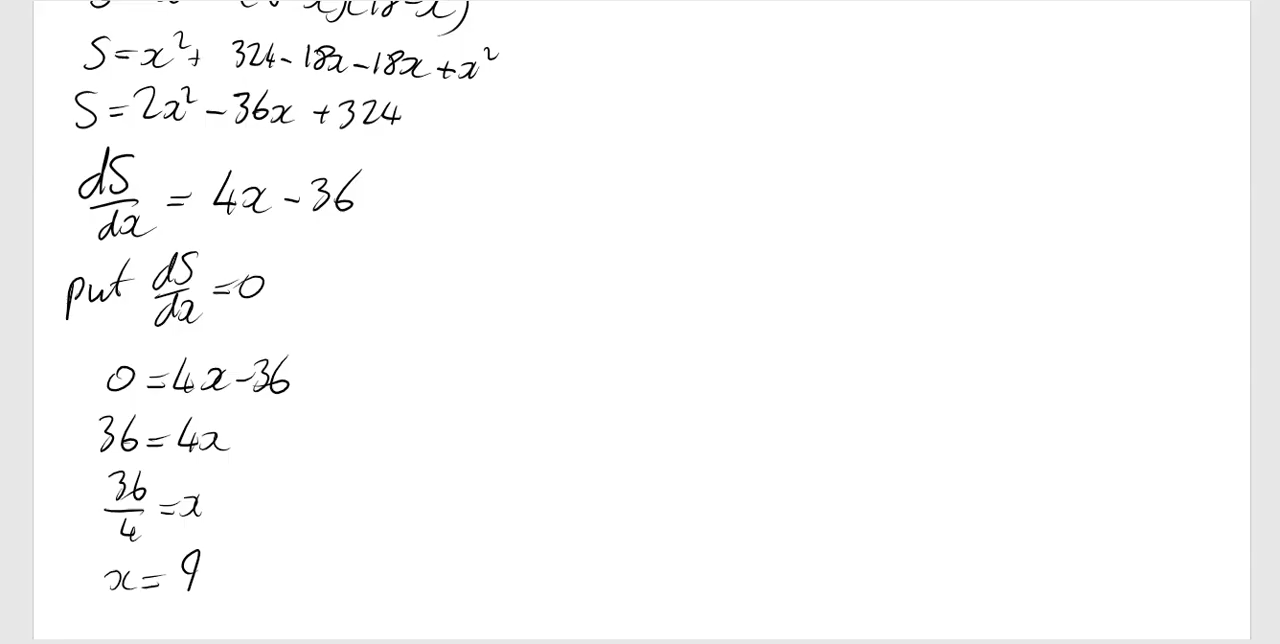 S=x²+ 324-18x-18x+x²
S=2x²-36x+324
dS/dx = 4x-36
put dS/dx =0
0=4x-36
36=4x
36/4=x
x=9